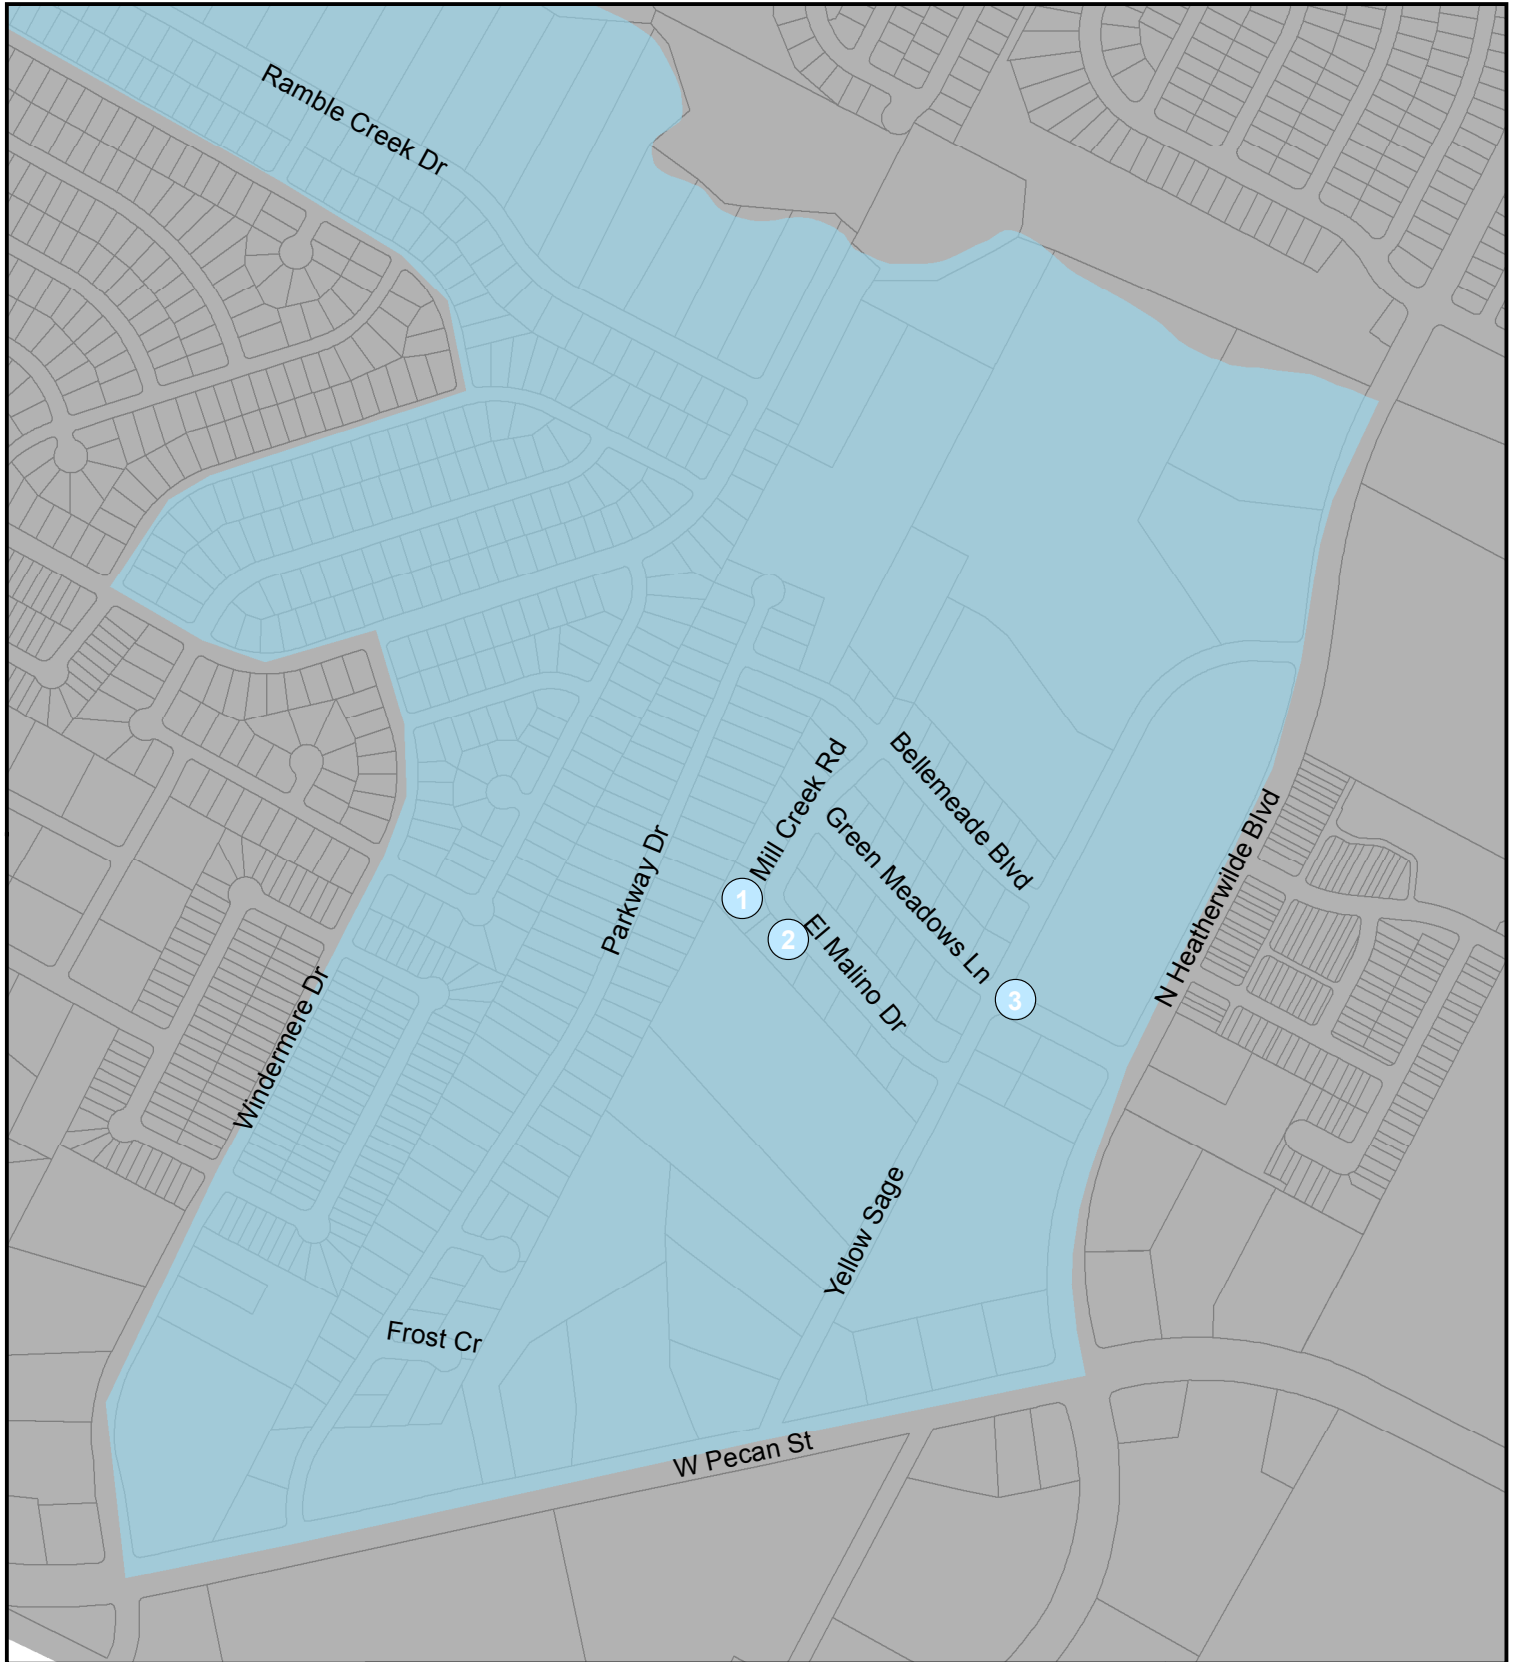 Ramble Creek Dr
Bellemeade Blvd
Mill Creek Rd
Green Meadows Ln
N Heatherwilde Blvd
Parkway Dr
1
2
El Malino Dr
3
Windermere Dr
Yellow Sage
Frost Cr
W Pecan St